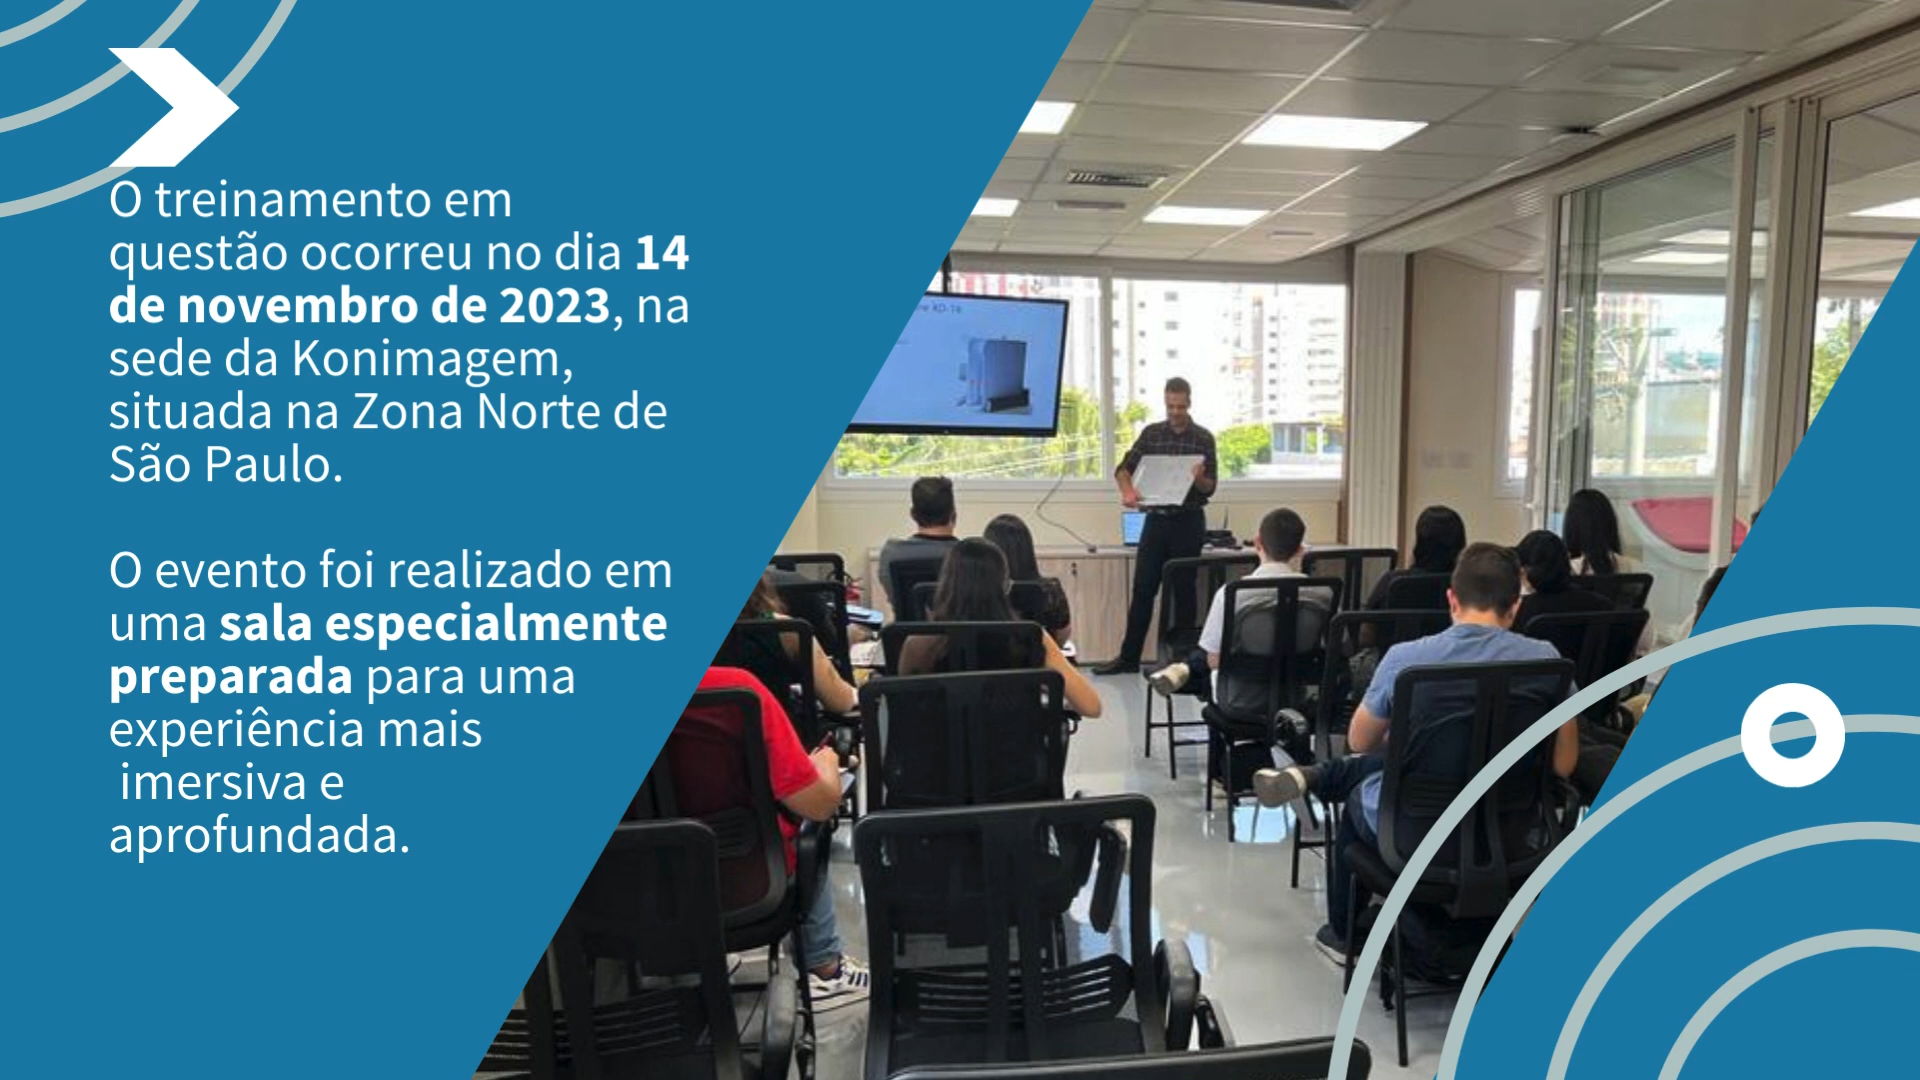 O treinamento em
questão ocorreu no dia 14
de novembro de 2023, na
sede da Konimagem,
situada na Zona Norte de
São Paulo.
O evento foi realizado em
uma sala especialmente
preparada para uma
experiência mais
imersiva e
aprofundada.